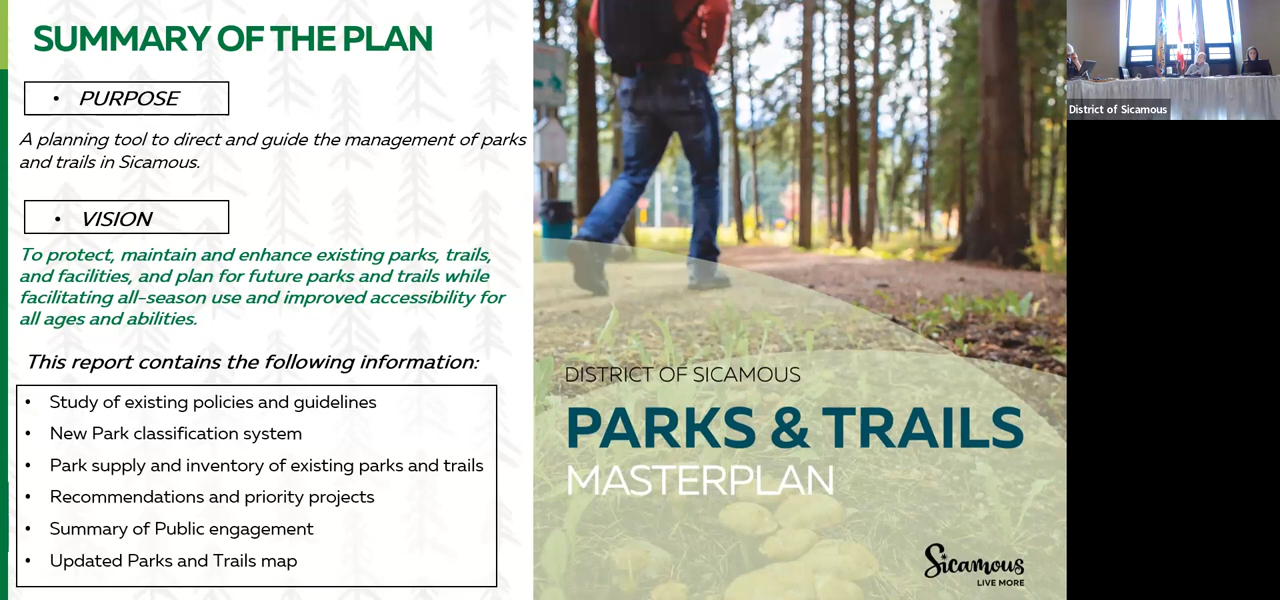 SUMMARY OF THE PLAN
• PURPOSE
A planning tool to direct and guide the management of parks
and trails in Sicamous.
• VISION
To protect, maintain and enhance existing parks, trails,
and facilities, and plan for future parks and trails while
facilitating all-season use and improved accessibility for
all ages and abilities.
This report contains the following information:
• Study of existing policies and guidelines
• New Park classification system
• Park supply and inventory of existing parks and trails
• Recommendations and priority projects
• Summary of Public engagement
• Updated Parks and Trails map
DISTRICT OF SICAMOUS
PARKS & TRAILS
MASTERPLAN
Sicamous
LIVE MORE
District of Sicamous